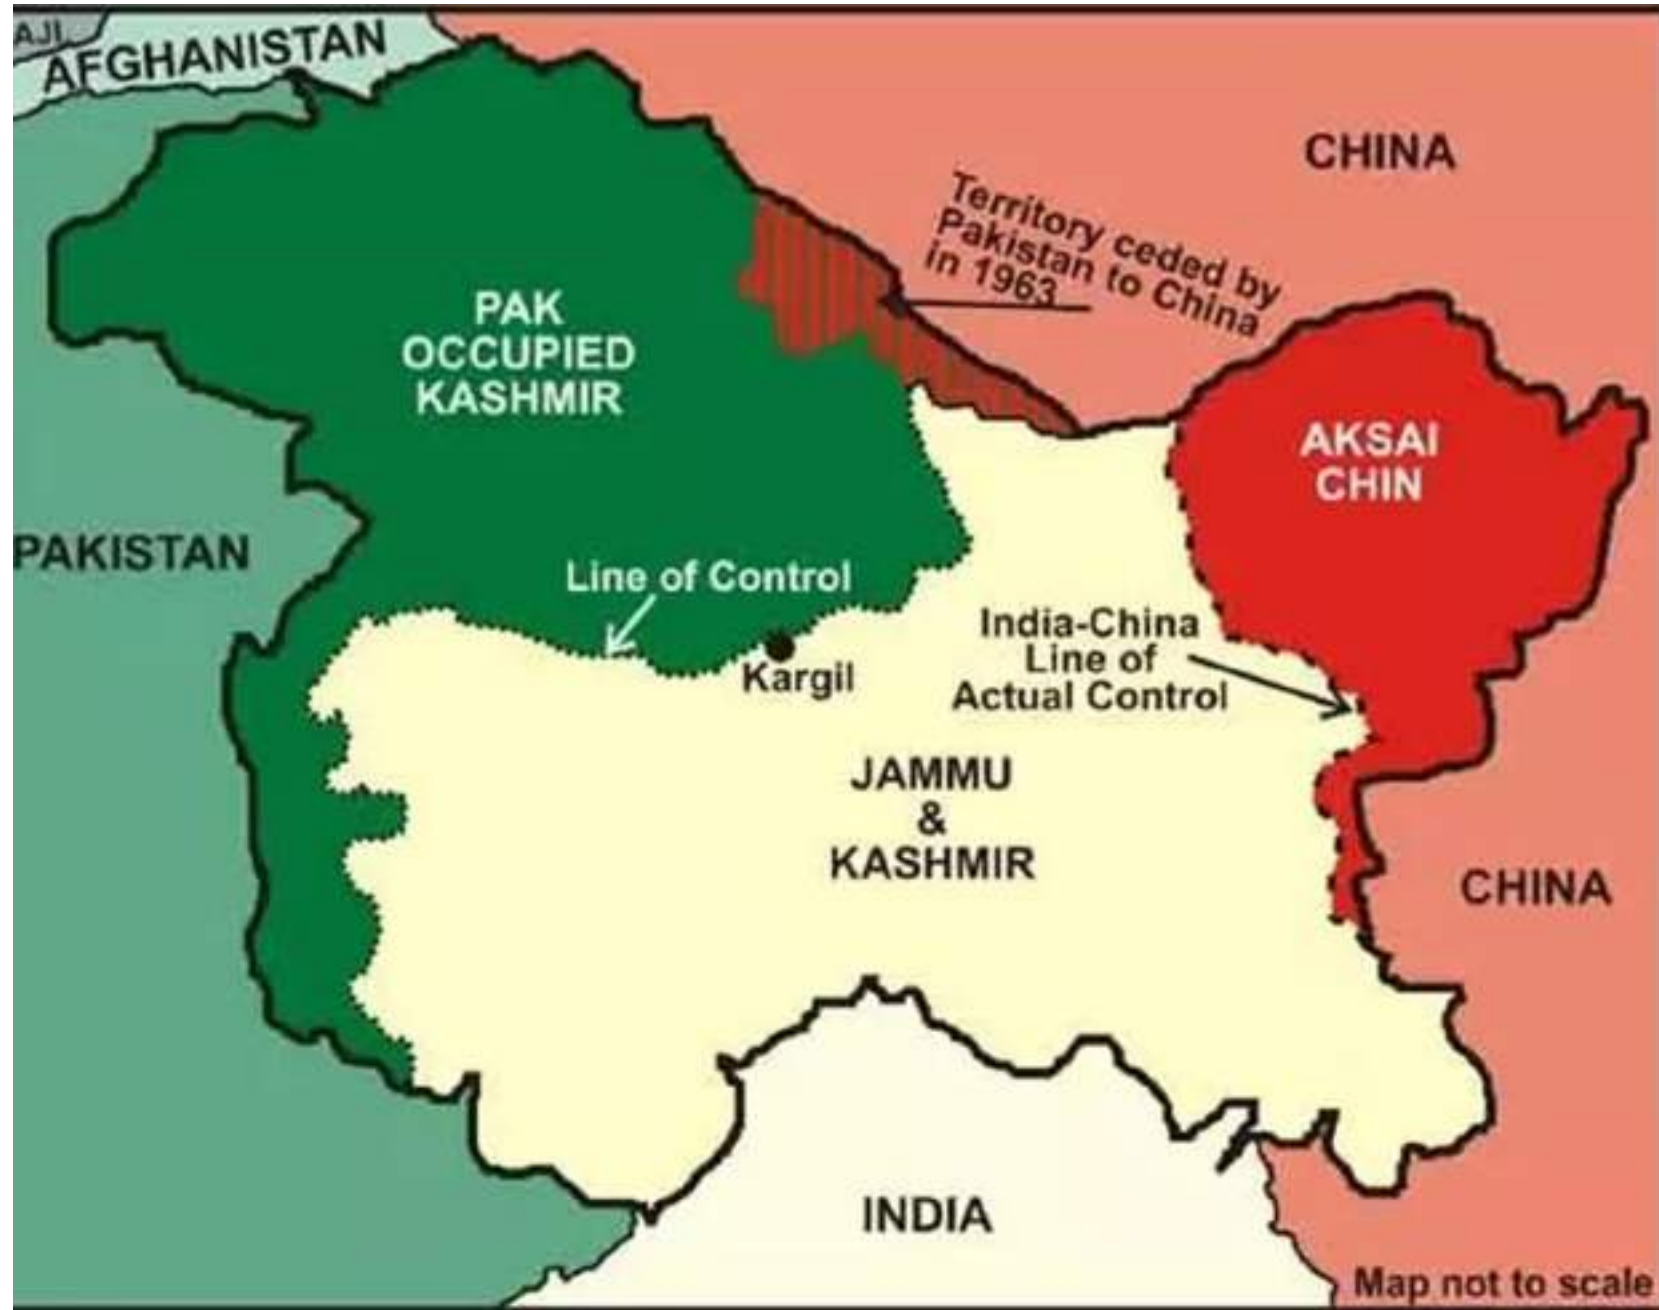 AJI
AFGHANISTAN
CHINA
Territory ceded by
Pakistan to China
in 1963
PAK
OCCUPIED
KASHMIR
AKSAI
CHIN
PAKISTAN
Line of Control
India-China
Line of
Actual Control
Kargil
JAMMU
&
KASHMIR
CHINA
INDIA
Map not to scale